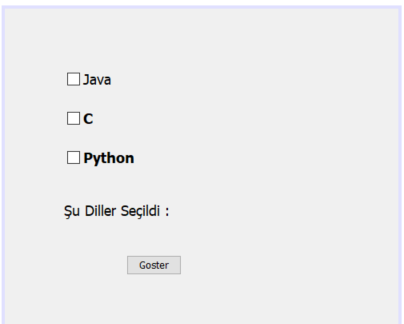 Java
C
Python
Şu Diller Seçildi :
Goster